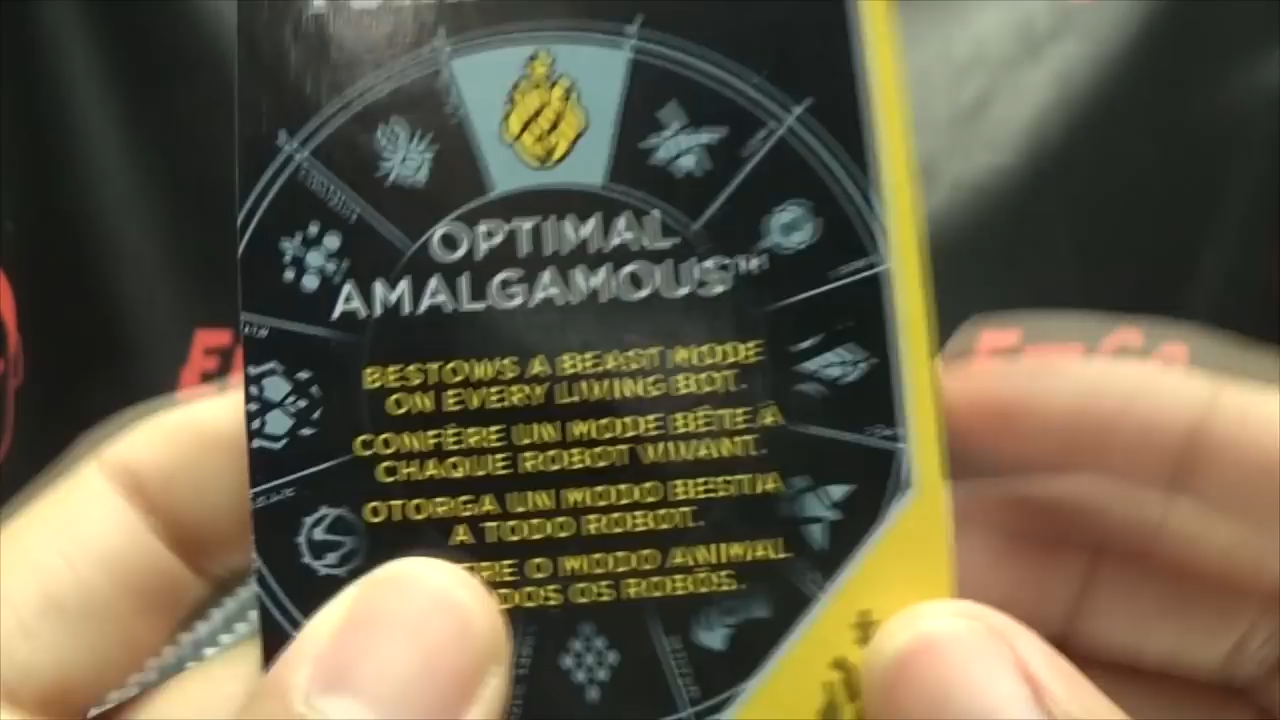 OPTIMAL
AMALGAMOUS™
BESTOWS A BEAST MODE
ON EVERY LIVING BOT.
CONFÈRE UN MODE BÊTE À
CHAQUE ROBOT VIVANT.
OTORGA UN MODO BESTIA
A TODO ROBOT.
O MODO ANIMAL
OS ROBÔS.